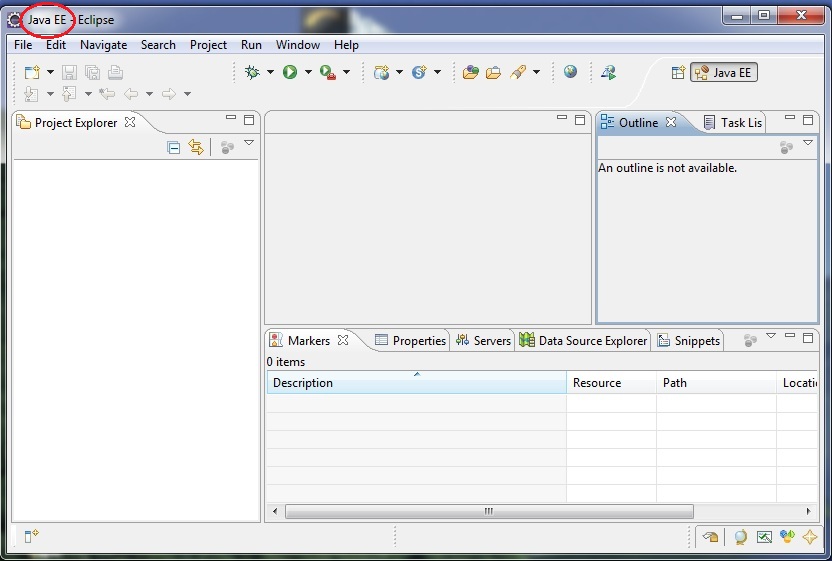 Java EE - Eclipse
File Edit Navigate Search Project Run Window Help
Java EE
Project Explorer
Outline Task Lis
An outline is not available.
Markers Properties Servers Data Source Explorer Snippets
0 items
Description Resource Path Locati